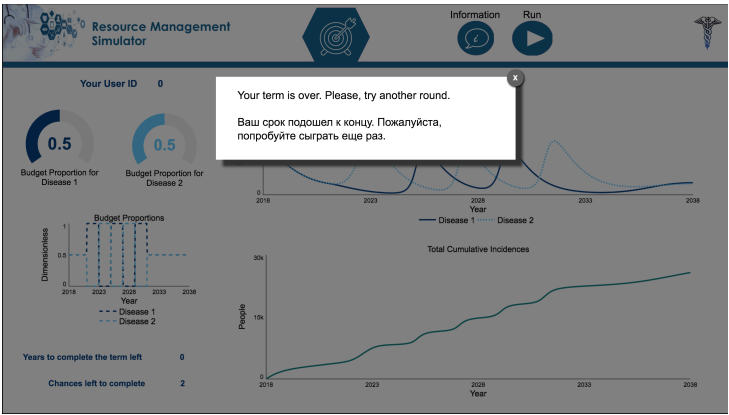 Resource Management
Simulator
Information
Run
Your User ID 0
x
Your term is over. Please, try another round.
Ваш срок подошел к концу. Пожалуйста,
попробуйте сыграть еще раз.
0.5
Budget Proportion for
Disease 1
0.5
Budget Proportion for
Disease 2
0
2018 2023 2028 2033 2038
Year
Disease 1 Disease 2
Budget Proportions
Dimensionless
1
0.5
0
2018 2023 2028 2033 2038
Year
Disease 1
Disease 2
Total Cumulative Incidences
People
30k
15k
0
2018 2023 2028 2033 2038
Year
Years to complete the term left 0
Chances left to complete 2